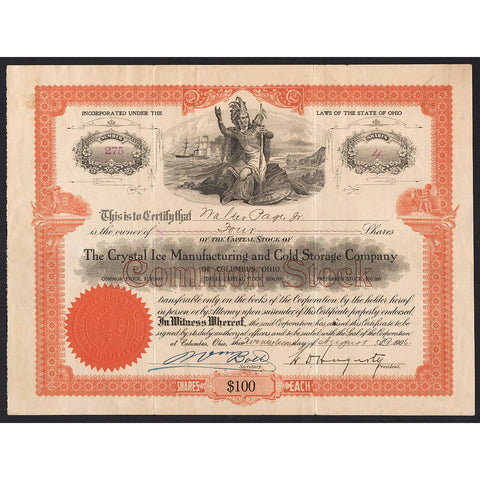 INCORPORATED UNDER THE LAWS OF THE STATE OF OHIO
NUMBER 275
SHARES 4
This is to Certify that Walter Page Jr.
is the owner of Four Shares
OF THE CAPITAL STOCK OF
The Crystal Ice Manufacturing and Cold Storage Company
Common Stock
OF COLUMBUS, OHIO.
transferable only on the books of the Corporation by the holder hereof
in person or by Attorney upon surrender of this Certificate properly endorsed.
In Witness Whereof, the said Corporation has caused this Certificate to be
signed by its duly authorized officers and to be sealed with the Seal of the Corporation
at Columbus, Ohio, this day of August A.D. 1906.
Secretary. President.
SHARES $100 EACH